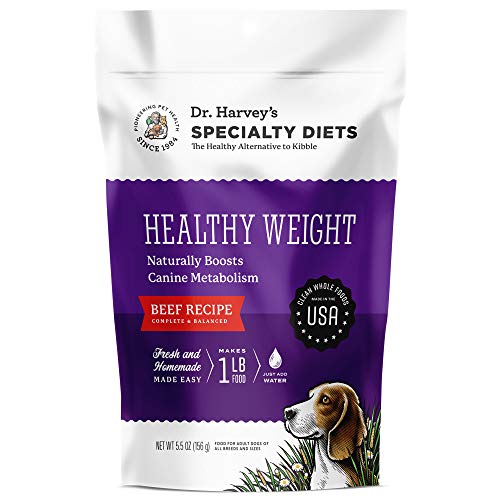 PIONEERING PET HEALTH
SINCE 1984
Dr. Harvey's
SPECIALTY DIETS
The Healthy Alternative to Kibble
HEALTHY WEIGHT
Naturally Boosts
Canine Metabolism
BEEF RECIPE
COMPLETE & BALANCED
CLEAN WHOLE FOODS
MADE IN THE
USA
Fresh and
Homemade
MADE EASY
MAKES
1 LB
FOOD
JUST ADD
WATER
NET WT 5.5 OZ (156 g)
FOOD FOR ADULT DOGS OF
ALL BREEDS AND SIZES